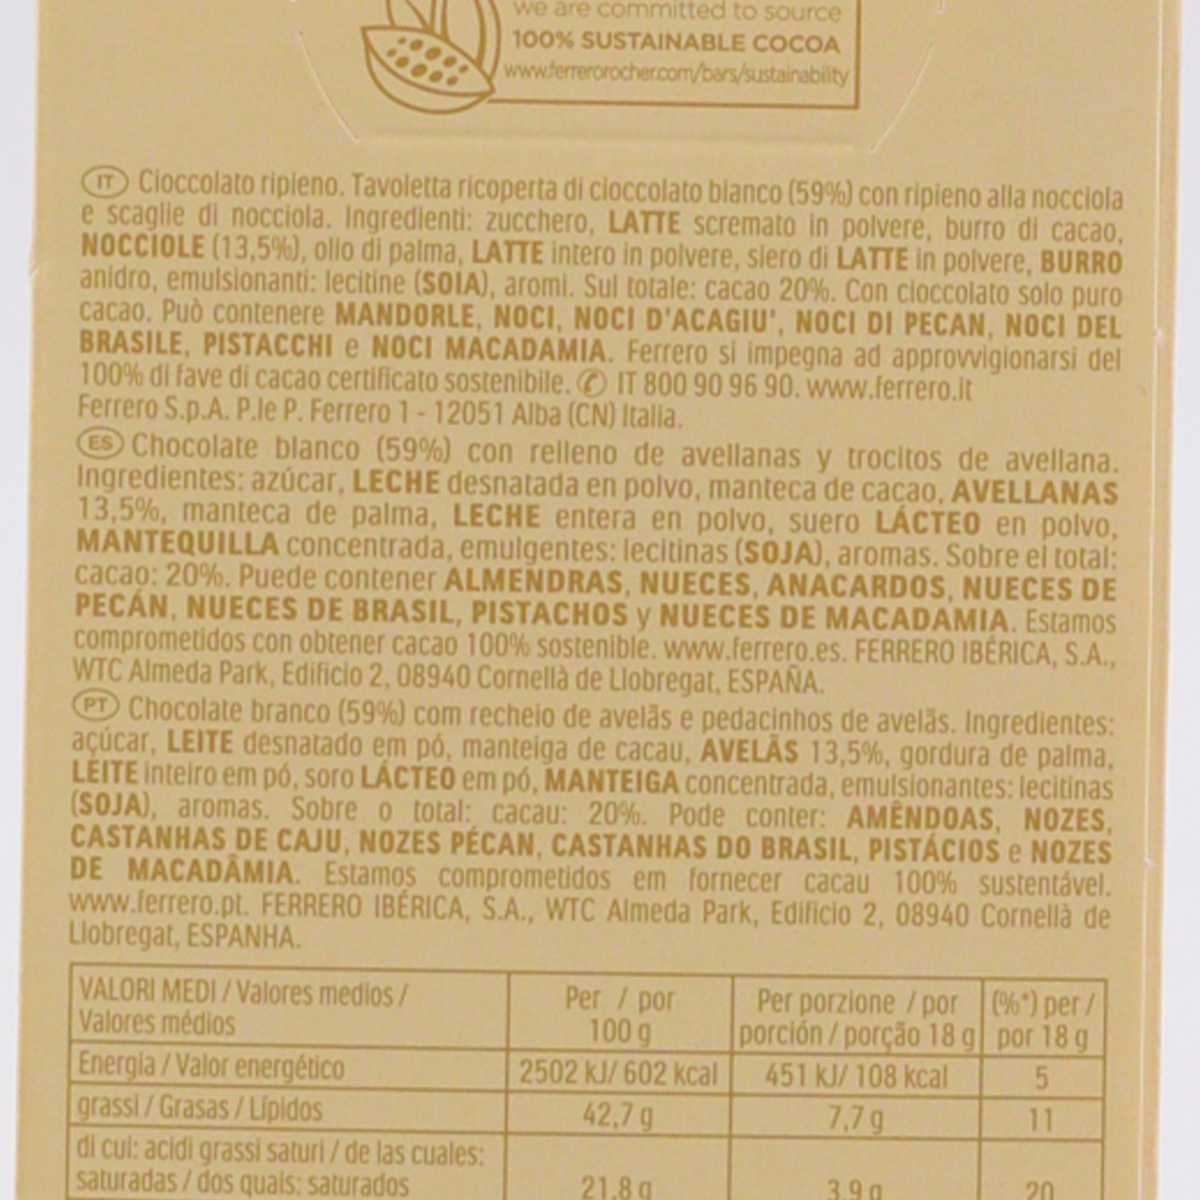 we are committed to source
100% SUSTAINABLE COCOA
www.ferrerorocher.com/bars/sustainability
IT Cioccolato ripieno. Tavoletta ricoperta di cioccolato bianco (59%) con ripieno alla nocciola
e scaglie di nocciola. Ingredienti: zucchero, LATTE scremato in polvere, burro di cacao,
NOCCIOLE (13,5%), olio di palma, LATTE intero in polvere, siero di LATTE in polvere, BURRO
anidro, emulsionanti: lecitine (SOIA), aromi. Sul totale: cacao 20%. Con cioccolato solo puro
cacao. Può contenere MANDORLE, NOCI, NOCI D'ACAGIU', NOCI DI PECAN, NOCI DEL
BRASILE, PISTACCHI e NOCI MACADAMIA. Ferrero si impegna ad approvvigionarsi del
100% di fave di cacao certificato sostenibile. ✆ IT 800 90 96 90. www.ferrero.it
Ferrero S.p.A. P.le P. Ferrero 1 - 12051 Alba (CN) Italia.
ES Chocolate blanco (59%) con relleno de avellanas y trocitos de avellana.
Ingredientes: azúcar, LECHE desnatada en polvo, manteca de cacao, AVELLANAS
13,5%, manteca de palma, LECHE entera en polvo, suero LÁCTEO en polvo,
MANTEQUILLA concentrada, emulgentes: lecitinas (SOJA), aromas. Sobre el total:
cacao: 20%. Puede contener ALMENDRAS, NUECES, ANACARDOS, NUECES DE
PECÁN, NUECES DE BRASIL, PISTACHOS y NUECES DE MACADAMIA. Estamos
comprometidos con obtener cacao 100% sostenible. www.ferrero.es. FERRERO IBÉRICA, S.A.,
WTC Almeda Park, Edificio 2, 08940 Cornellà de Llobregat, ESPAÑA.
PT Chocolate branco (59%) com recheio de avelãs e pedacinhos de avelãs. Ingredientes:
açúcar, LEITE desnatado em pó, manteiga de cacau, AVELÃS 13,5%, gordura de palma,
LEITE inteiro em pó, soro LÁCTEO em pó, MANTEIGA concentrada, emulsionantes: lecitinas
(SOJA), aromas. Sobre o total: cacau: 20%. Pode conter: AMÊNDOAS, NOZES,
CASTANHAS DE CAJU, NOZES PÉCAN, CASTANHAS DO BRASIL, PISTÁCIOS e NOZES
DE MACADÂMIA. Estamos comprometidos em fornecer cacau 100% sustentável.
www.ferrero.pt. FERRERO IBÉRICA, S.A., WTC Almeda Park, Edificio 2, 08940 Cornellà de
Llobregat, ESPANHA.
VALORI MEDI / Valores medios /
Valores médios
Per / por
100 g
Per porzione / por
porción / porção 18 g
(%*) per /
por 18 g
Energia / Valor energético
2502 kJ/ 602 kcal
451 kJ/ 108 kcal
5
grassi / Grasas / Lípidos
42,7 g
7,7 g
11
di cui: acidi grassi saturi / de las cuales:
saturadas / dos quais: saturados
21,8 g
3,9 g
20